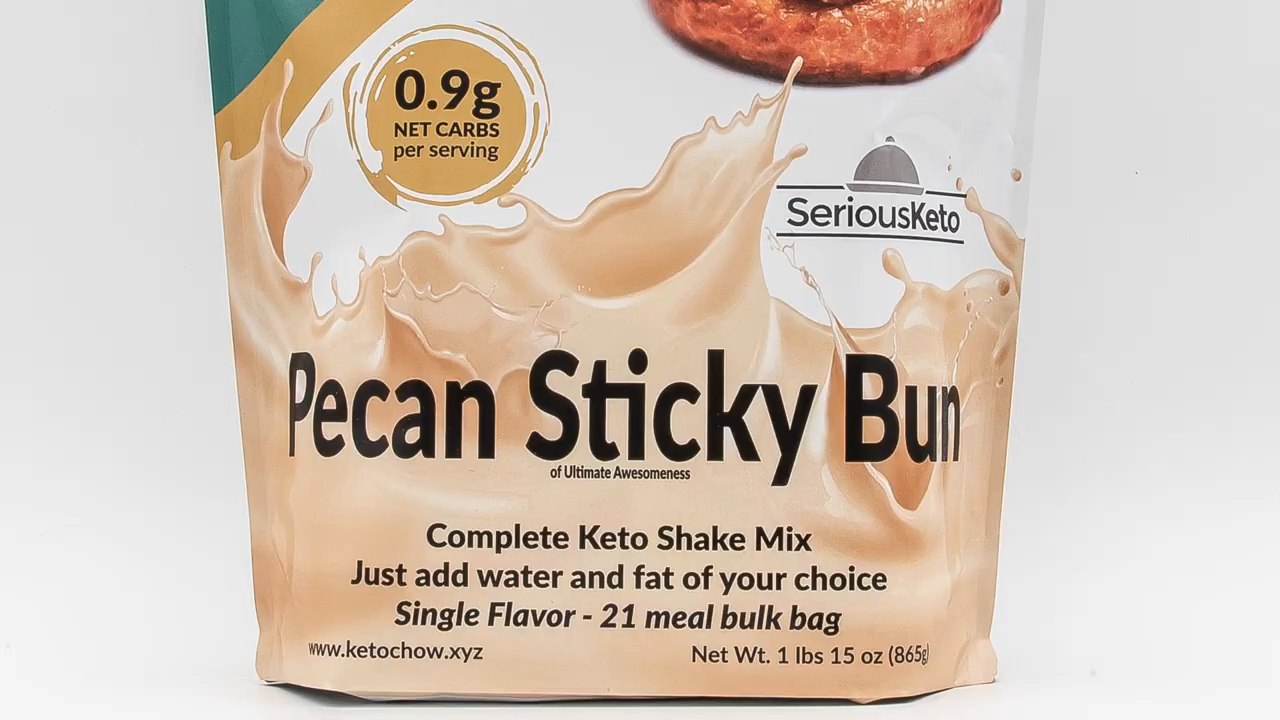 0.9g
NET CARBS
per serving
SeriousKeto
Pecan Sticky Bun
of Ultimate Awesomeness
Complete Keto Shake Mix
Just add water and fat of your choice
Single Flavor - 21 meal bulk bag
www.ketochow.xyz
Net Wt. 1 lbs 15 oz (865g)